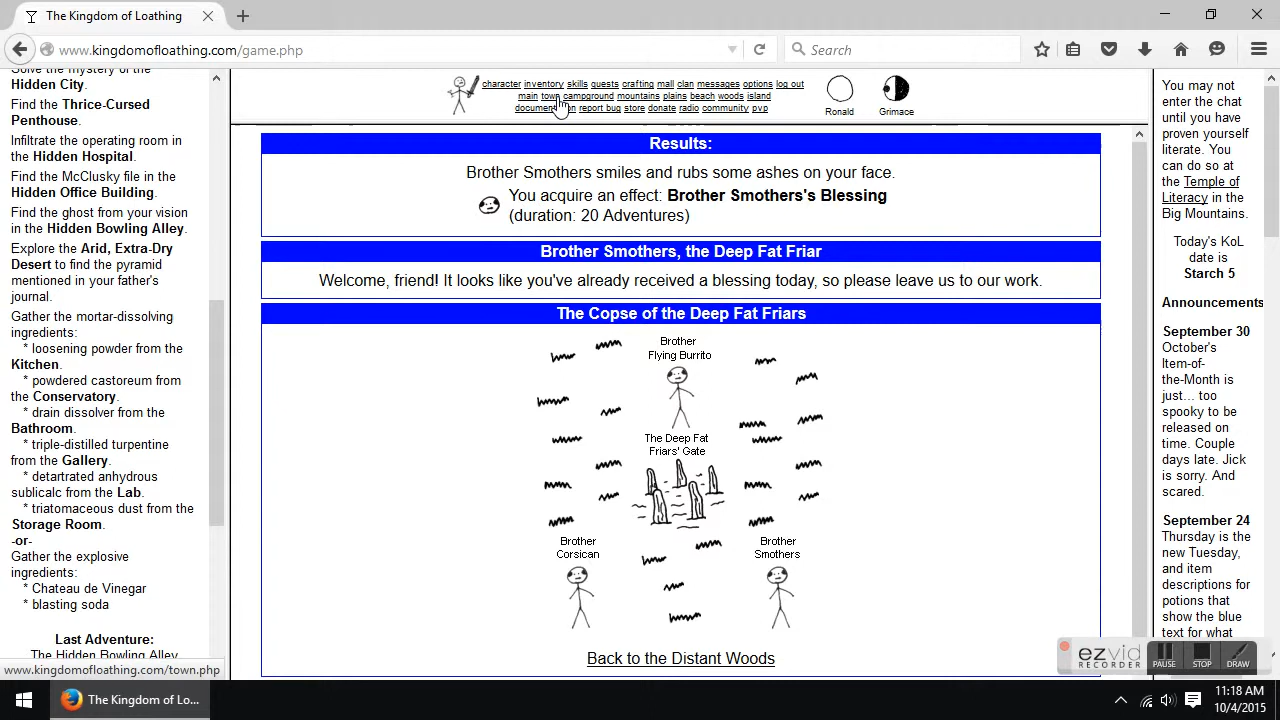 The Kingdom of Loathing
www.kingdomofloathing.com/game.php
Search
Solve the mystery of the
Hidden City.
Find the Thrice-Cursed
Penthouse.
Infiltrate the operating room in
the Hidden Hospital.
Find the McClusky file in the
Hidden Office Building.
Find the ghost from your vision
in the Hidden Bowling Alley.
Explore the Arid, Extra-Dry
Desert to find the pyramid
mentioned in your father's
journal.
Gather the mortar-dissolving
ingredients:
* loosening powder from the
Kitchen.
* powdered castoreum from
the Conservatory.
* drain dissolver from the
Bathroom.
* triple-distilled turpentine
from the Gallery.
* detartrated anhydrous
sublicalc from the Lab.
* triatomaceous dust from the
Storage Room.
-or-
Gather the explosive
ingredients:
* Chateau de Vinegar
* blasting soda
Last Adventure:
The Hidden Bowling Alley
www.kingdomofloathing.com/town.php
character inventory skills quests crafting mall clan messages options log out
main town campground mountains plains beach woods island
report bug store donate radio community pvp
Ronald
Grimace
Results:
Brother Smothers smiles and rubs some ashes on your face.
You acquire an effect: Brother Smothers's Blessing
(duration: 20 Adventures)
Brother Smothers, the Deep Fat Friar
Welcome, friend! It looks like you've already received a blessing today, so please leave us to our work.
The Copse of the Deep Fat Friars
Brother
Flying Burrito
The Deep Fat
Friars' Gate
Brother
Corsican
Brother
Smothers
Back to the Distant Woods
You may not
enter the chat
until you have
proven yourself
literate. You
can do so at
the Temple of
Literacy in the
Big Mountains.
Today's KoL
date is
Starch 5
Announcements
September 30
October's
Item-of-
the-Month is
just... too
spooky to be
released on
time. Couple
days late. Jick
is sorry. And
scared.
September 24
Thursday is the
new Tuesday,
and item
descriptions for
potions that
show the blue
text for what
ezvid
RECORDER
PAUSE
STOP
DRAW
The Kingdom of Lo...
11:18 AM
10/4/2015